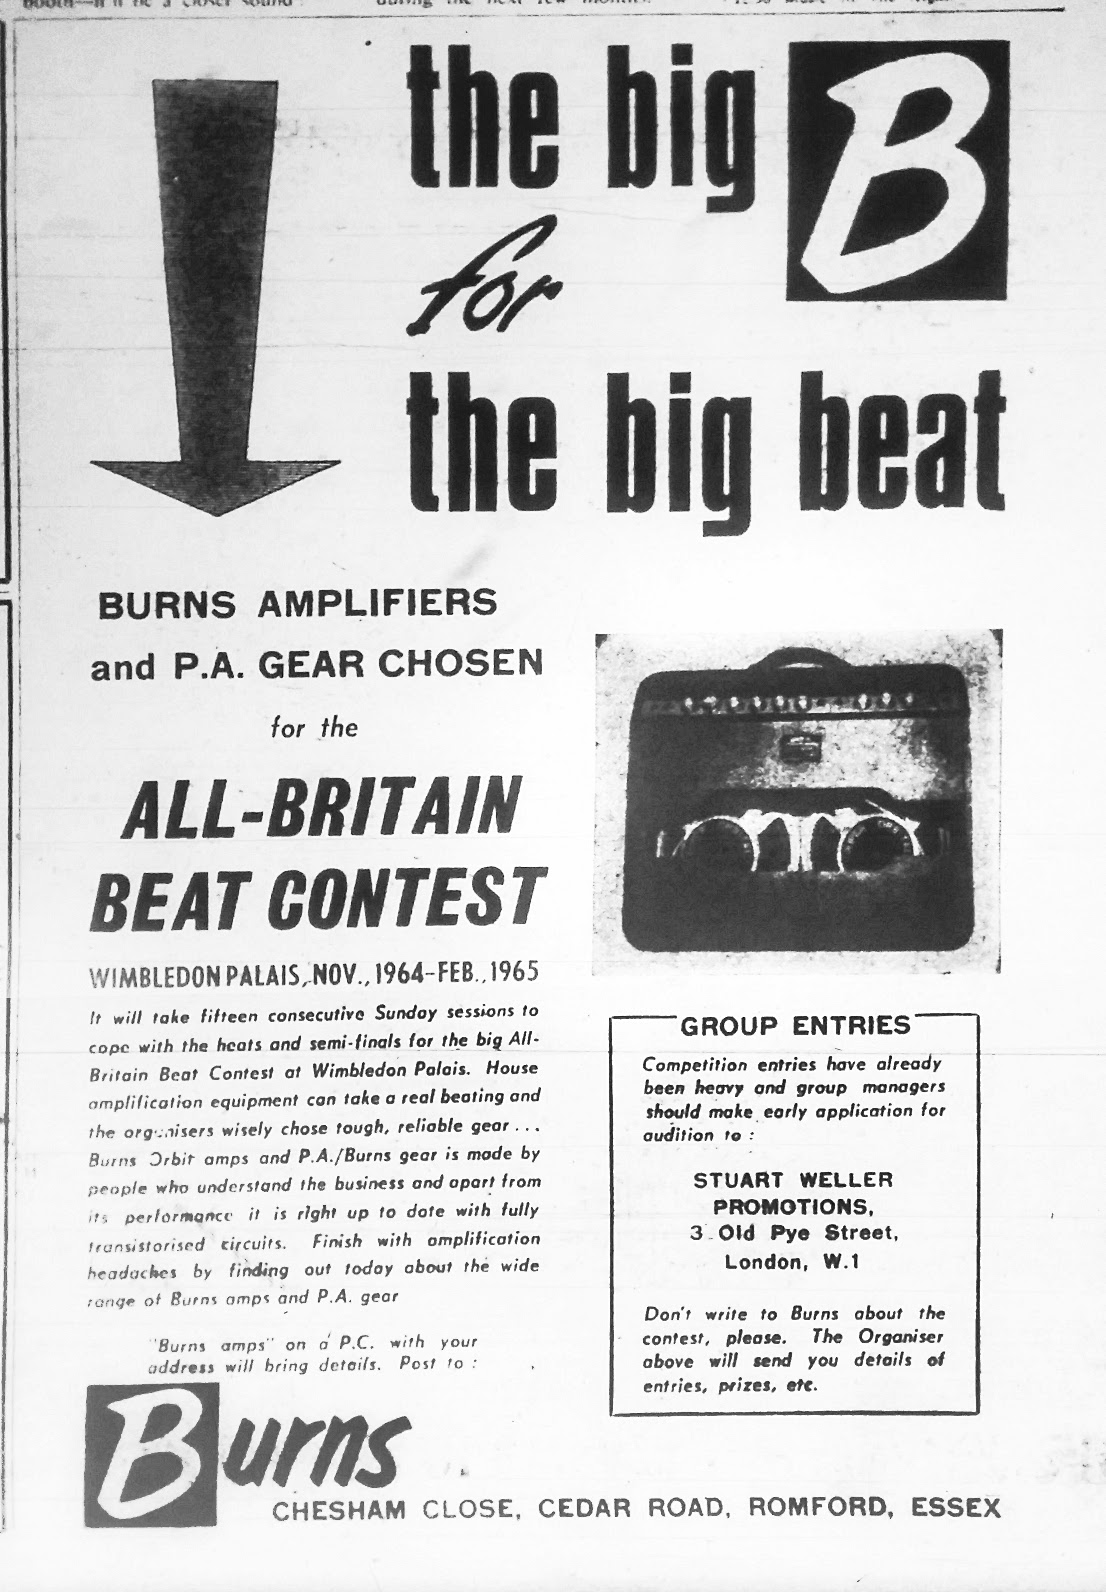 the big B
for
the big beat
BURNS AMPLIFIERS
and P.A. GEAR CHOSEN
for the
ALL-BRITAIN
BEAT CONTEST
WIMBLEDON PALAIS, NOV., 1964-FEB., 1965
It will take fifteen consecutive Sunday sessions to
cope with the heats and semi-finals for the big All-
Britain Beat Contest at Wimbledon Palais. House
amplification equipment can take a real beating and
the organisers wisely chose tough, reliable gear ...
Burns Orbit amps and P.A./Burns gear is made by
people who understand the business and apart from
its performance it is right up to date with fully
transistorised circuits. Finish with amplification
headaches by finding out today about the wide
range of Burns amps and P.A. gear
"Burns amps" on a P.C. with your
address will bring details. Post to :
GROUP ENTRIES
Competition entries have already
been heavy and group managers
should make early application for
audition to :
STUART WELLER
PROMOTIONS,
3 Old Pye Street,
London, W.1
Don't write to Burns about the
contest, please. The Organiser
above will send you details of
entries, prizes, etc.
Burns
CHESHAM CLOSE, CEDAR ROAD, ROMFORD, ESSEX